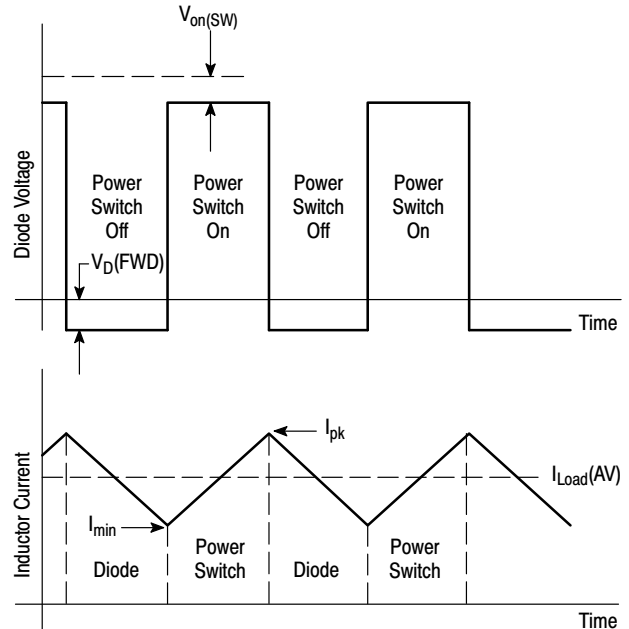 V_on(SW)
Diode Voltage
Power
Switch
Off
Power
Switch
On
Power
Switch
Off
Power
Switch
On
V_D(FWD)
Time
Inductor Current
I_pk
I_Load(AV)
I_min
Diode
Power
Switch
Diode
Power
Switch
Time